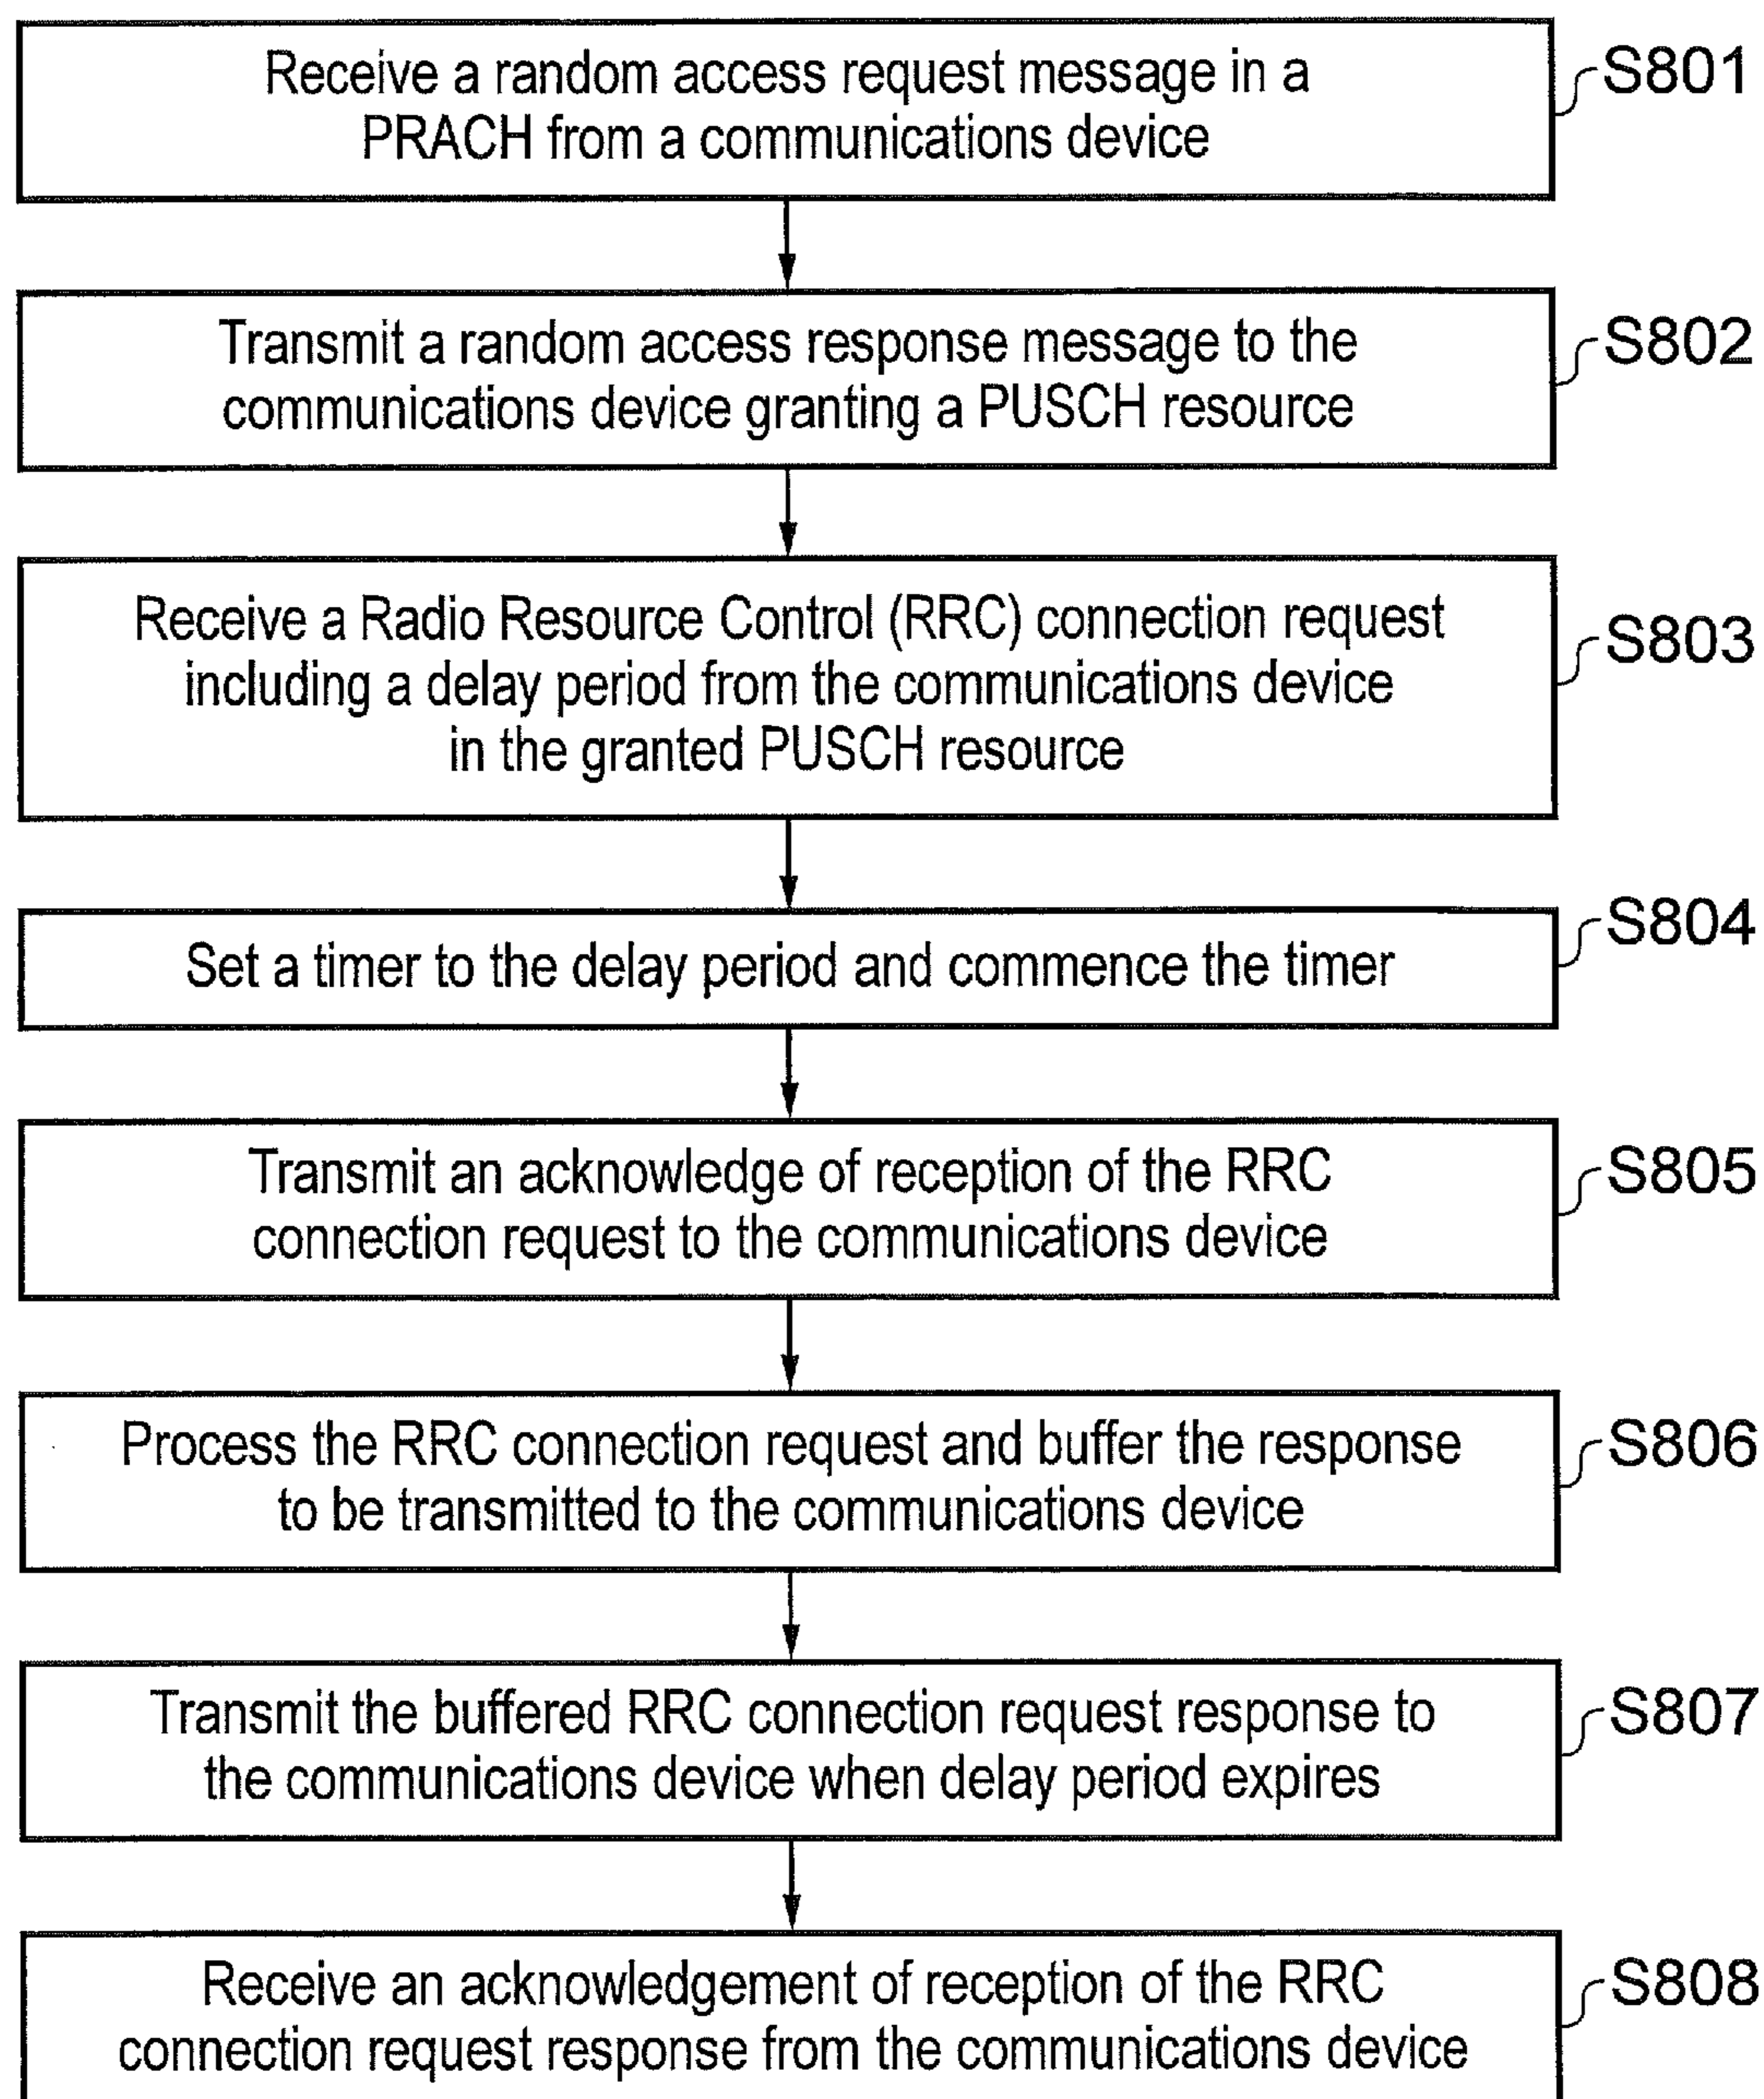 Receive a random access request message in a
PRACH from a communications device
S801
Transmit a random access response message to the
communications device granting a PUSCH resource
S802
Receive a Radio Resource Control (RRC) connection request
including a delay period from the communications device
in the granted PUSCH resource
S803
Set a timer to the delay period and commence the timer
S804
Transmit an acknowledge of reception of the RRC
connection request to the communications device
S805
Process the RRC connection request and buffer the response
to be transmitted to the communications device
S806
Transmit the buffered RRC connection request response to
the communications device when delay period expires
S807
Receive an acknowledgement of reception of the RRC
connection request response from the communications device
S808